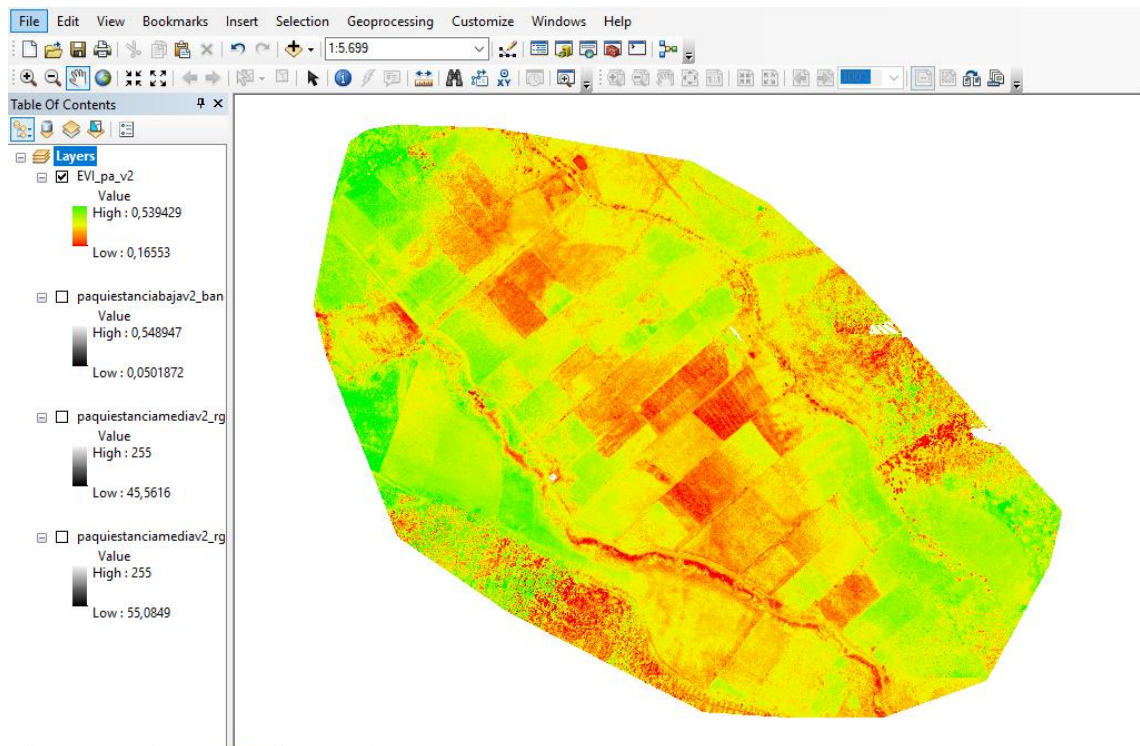 File Edit View Bookmarks Insert Selection Geoprocessing Customize Windows Help
1:5.699
100%
Table Of Contents
Layers
EVI_pa_v2
Value
High : 0,539429
Low : 0,16553
paquiestanciabajav2_ban
Value
High : 0,548947
Low : 0,0501872
paquiestanciamediav2_rg
Value
High : 255
Low : 45,5616
paquiestanciamediav2_rg
Value
High : 255
Low : 55,0849